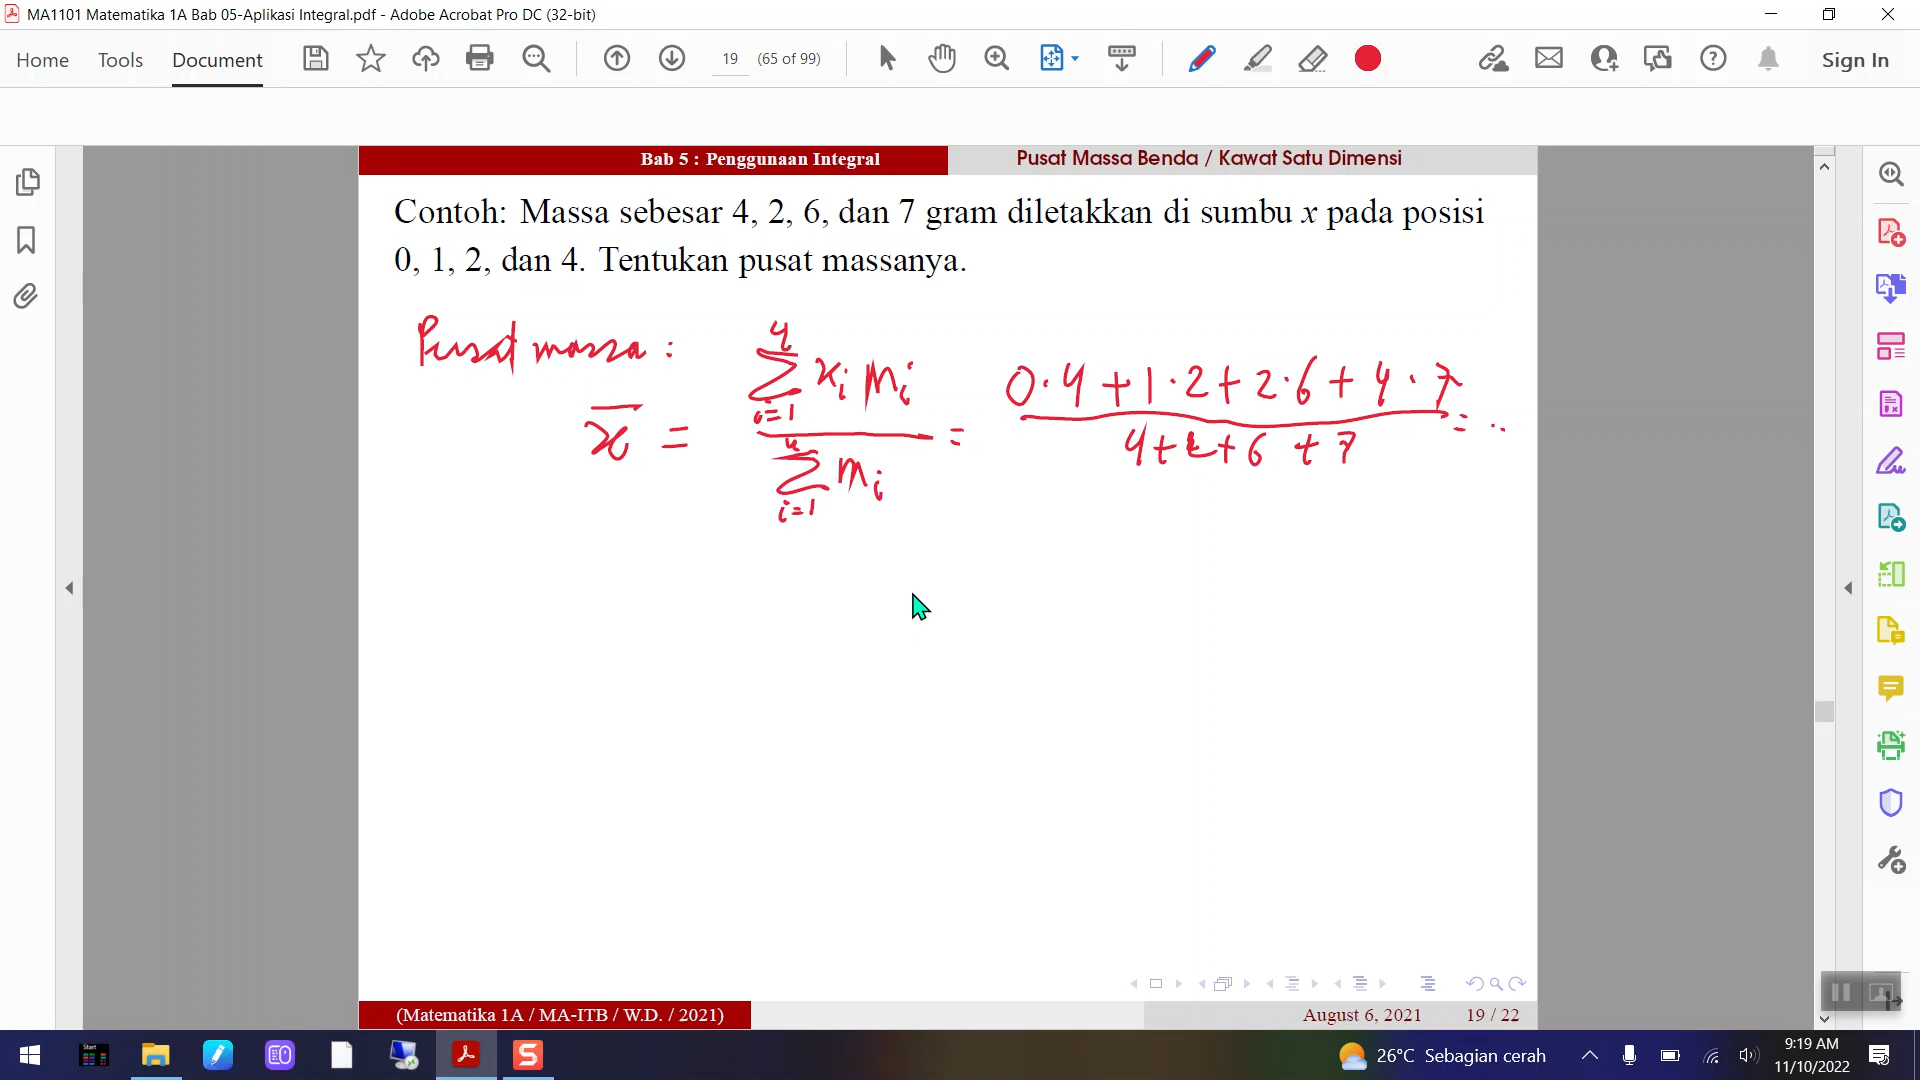 MA1101 Matematika 1A Bab 05-Aplikasi Integral.pdf - Adobe Acrobat Pro DC (32-bit)
Home Tools Document 19 (65 of 99) Sign In
Bab 5 : Penggunaan Integral Pusat Massa Benda / Kawat Satu Dimensi
Contoh: Massa sebesar 4, 2, 6, dan 7 gram diletakkan di sumbu x pada posisi
0, 1, 2, dan 4. Tentukan pusat massanya.
Pusat massa :
x̄ = ∑_{i=1}^{4} xᵢ mᵢ / ∑_{i=1}^{4} mᵢ = (0·4 + 1·2 + 2·6 + 4·7) / (4+2+6+7) = ..
(Matematika 1A / MA-ITB / W.D. / 2021) August 6, 2021 19 / 22
Start
26°C Sebagian cerah
9:19 AM
11/10/2022